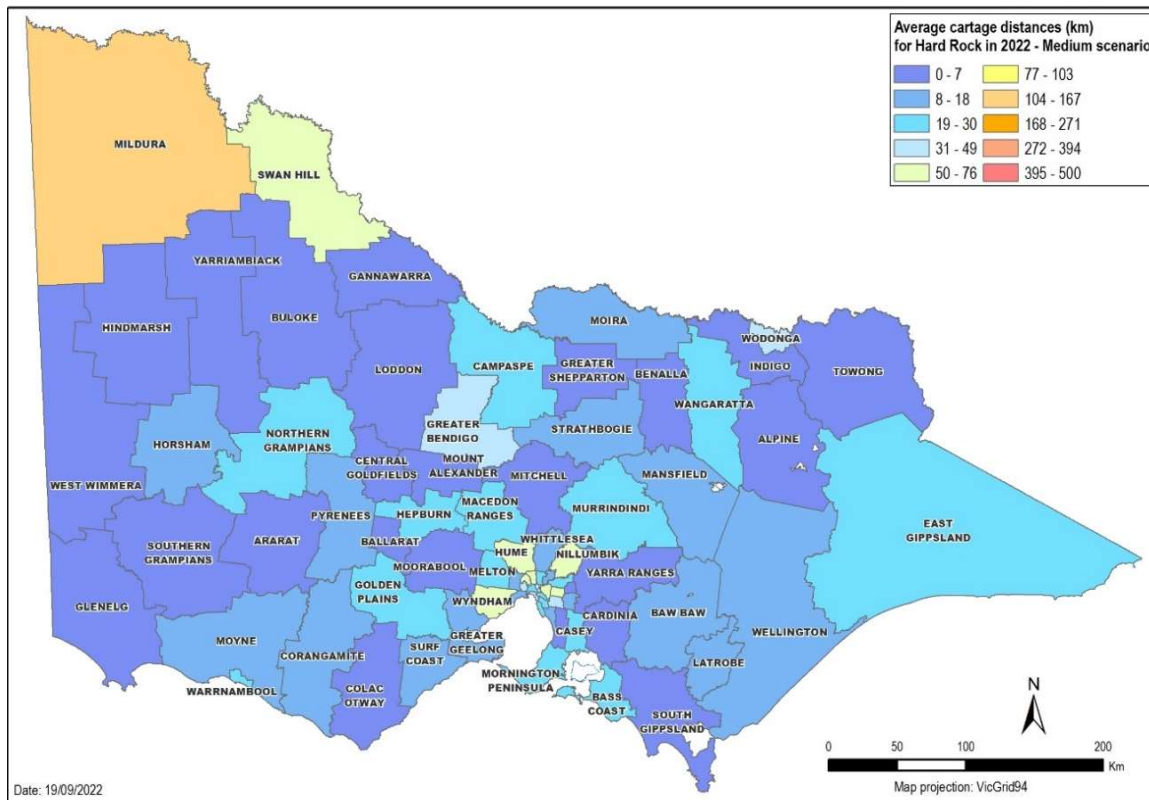 Average cartage distances (km)
for Hard Rock in 2022 - Medium scenario
0 - 7
77 - 103
8 - 18
104 - 167
19 - 30
168 - 271
31 - 49
272 - 394
50 - 76
395 - 500
MILDURA
SWAN HILL
YARRIAMBIACK
GANNAWARRA
HINDMARSH
BULOKE
MOIRA
WODONGA
LODDON
CAMPASPE
GREATER
SHEPPARTON
BENALLA
INDIGO
TOWONG
WANGARATTA
HORSHAM
NORTHERN
GRAMPIANS
GREATER
BENDIGO
STRATHBOGIE
ALPINE
WEST WIMMERA
CENTRAL
GOLDFIELDS
MOUNT
ALEXANDER
MITCHELL
MANSFIELD
PYRENEES
HEPBURN
MACEDON
RANGES
MURRINDINDI
EAST
GIPPSLAND
SOUTHERN
GRAMPIANS
ARARAT
BALLARAT
WHITTLESEA
HUME
NILLUMBIK
MOORABOOL
MELTON
YARRA RANGES
GOLDEN
PLAINS
WYNDHAM
GLENELG
CARDINIA
BAW BAW
WELLINGTON
MOYNE
CORANGAMITE
SURF
COAST
GREATER
GEELONG
CASEY
LATROBE
WARRNAMBOOL
COLAC
OTWAY
MORNINGTON
PENINSULA
BASS
COAST
SOUTH
GIPPSLAND
N
0
50
100
200
Km
Map projection: VicGrid94
Date: 19/09/2022